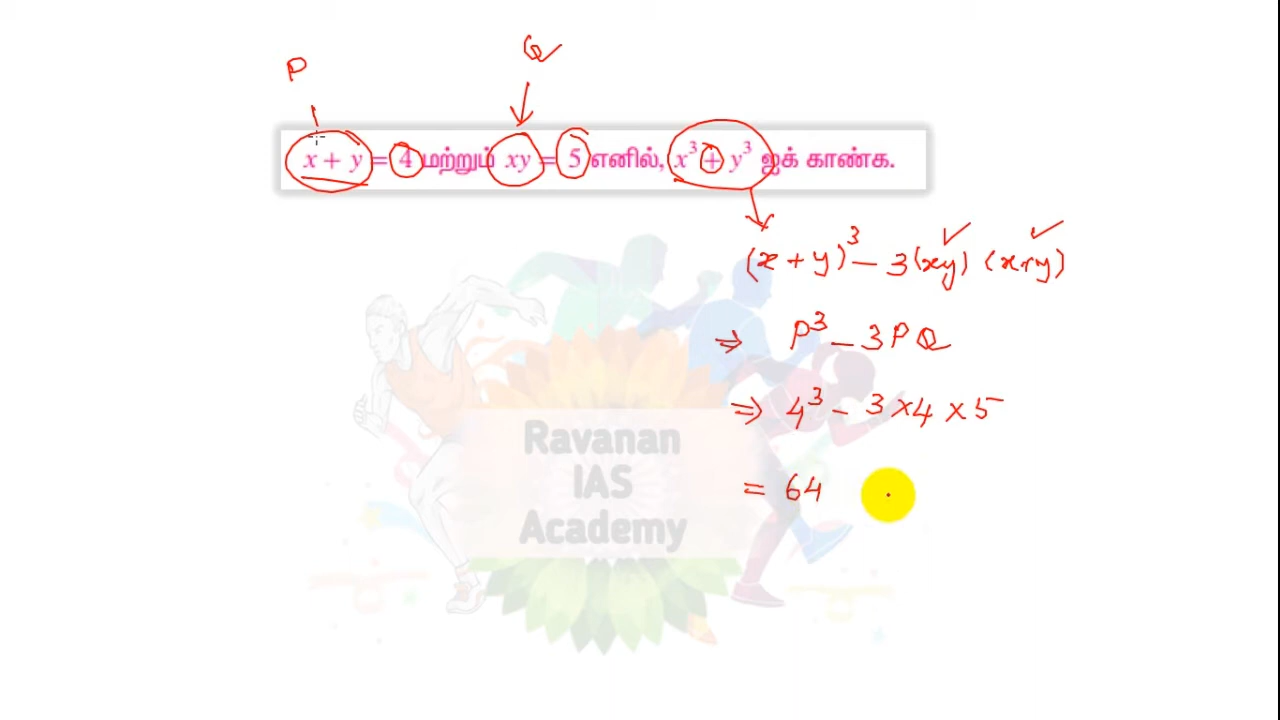 P
Q
x + y = 4 மற்றும் xy = 5 எனில், x³ + y³ ஐக் காண்க.
(x + y)³ - 3(xy) (x+y)
⇒ P³ - 3PQ
⇒ 4³ - 3 × 4 × 5
= 64
Ravanan
IAS
Academy